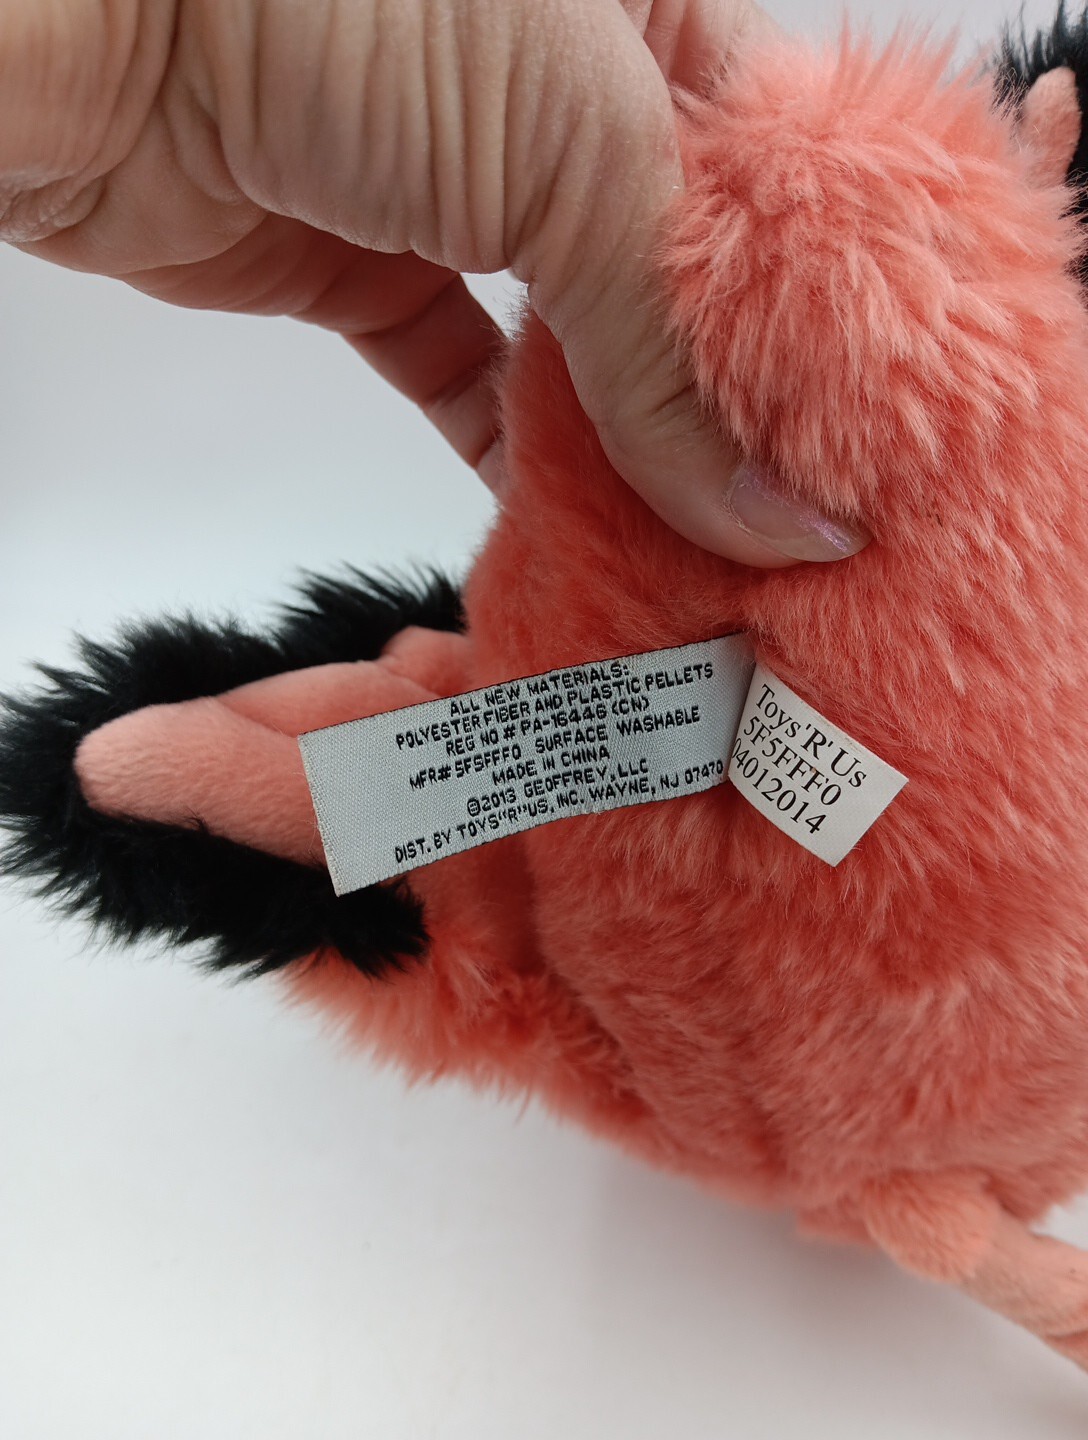 ALL NEW MATERIALS:
POLYESTER FIBER AND PLASTIC PELLETS
REG NO # PA-16446 (CN)
MFR# 5F5FFF0 SURFACE WASHABLE
MADE IN CHINA
©2013 GEOFFREY, LLC
DIST. BY TOYS"R"US, INC. WAYNE, NJ 07470
Toys'R'Us
5F5FFF0
04012014